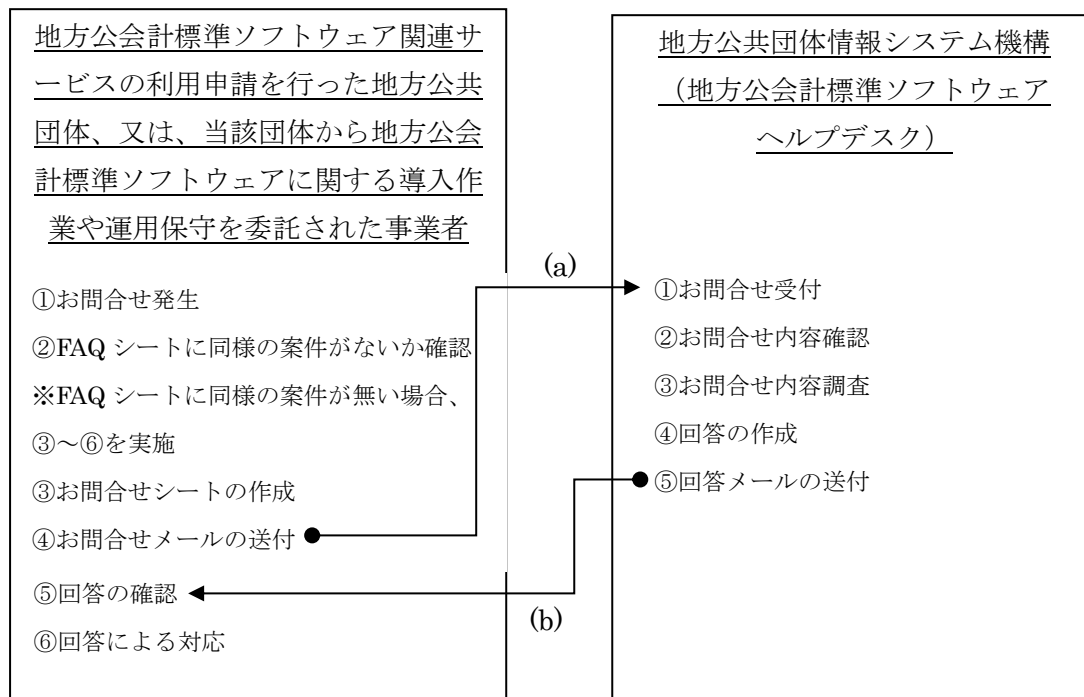 地方公会計標準ソフトウェア関連サ
ービスの利用申請を行った地方公共
団体、又は、当該団体から地方公会
計標準ソフトウェアに関する導入作
業や運用保守を委託された事業者
①お問合せ発生
②FAQ シートに同様の案件がないか確認
※FAQ シートに同様の案件が無い場合、
③～⑥を実施
③お問合せシートの作成
④お問合せメールの送付
⑤回答の確認
⑥回答による対応
(a)
(b)
地方公共団体情報システム機構
（地方公会計標準ソフトウェア
ヘルプデスク）
①お問合せ受付
②お問合せ内容確認
③お問合せ内容調査
④回答の作成
⑤回答メールの送付